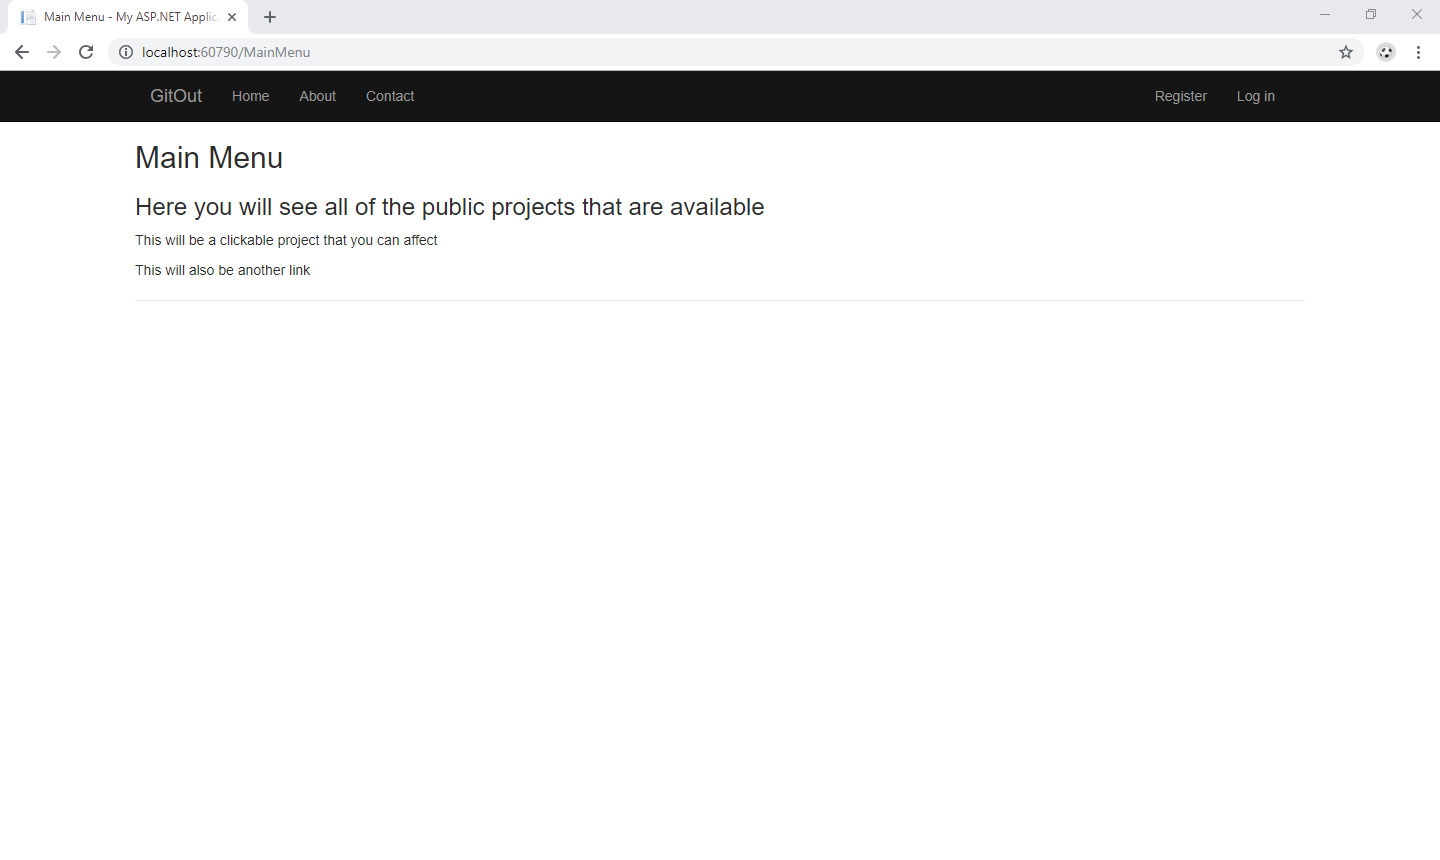 Main Menu - My ASP.NET Applic
localhost:60790/MainMenu
GitOut Home About Contact Register Log in
Main Menu
Here you will see all of the public projects that are available
This will be a clickable project that you can affect
This will also be another link